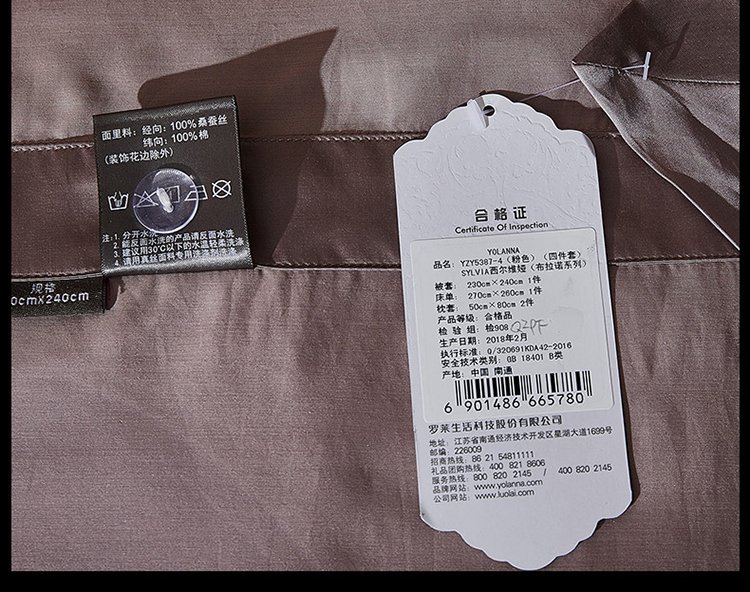 面里料: 经向: 100%桑蚕丝
纬向: 100%棉
(装饰花边除外)
注: 1. 分开水洗
2. 能反面水洗的产品请反面水洗
3. 建议用30℃以下的水温轻柔洗涤
4. 请用真丝面料专用洗涤剂洗涤
规格
0cmX240cm
合格证
Certificate Of Inspection
YOLANNA
品名: YZY5387-4（粉色）（四件套）
SYLVIA西尔维娅（布拉诺系列）
被套: 230cm×240cm 1件
床单: 270cm×260cm 1件
枕套: 50cm×80cm 2件
产品等级: 合格品
检 验 组: 检908
生产日期: 2018年2月
执行标准: Q/320691KDA42-2016
安全技术类别: GB 18401 B类
产地: 中国 南通
6 901486 665780
罗莱生活科技股份有限公司
地址: 江苏省南通经济技术开发区星湖大道1699号
邮编: 226009
招商热线: 86 21 54811111
礼品团购热线: 400 821 8606
服务热线: 800 820 2145 / 400 820 2145
品牌网站: www.yolanna.com
公司网站: www.luolai.com